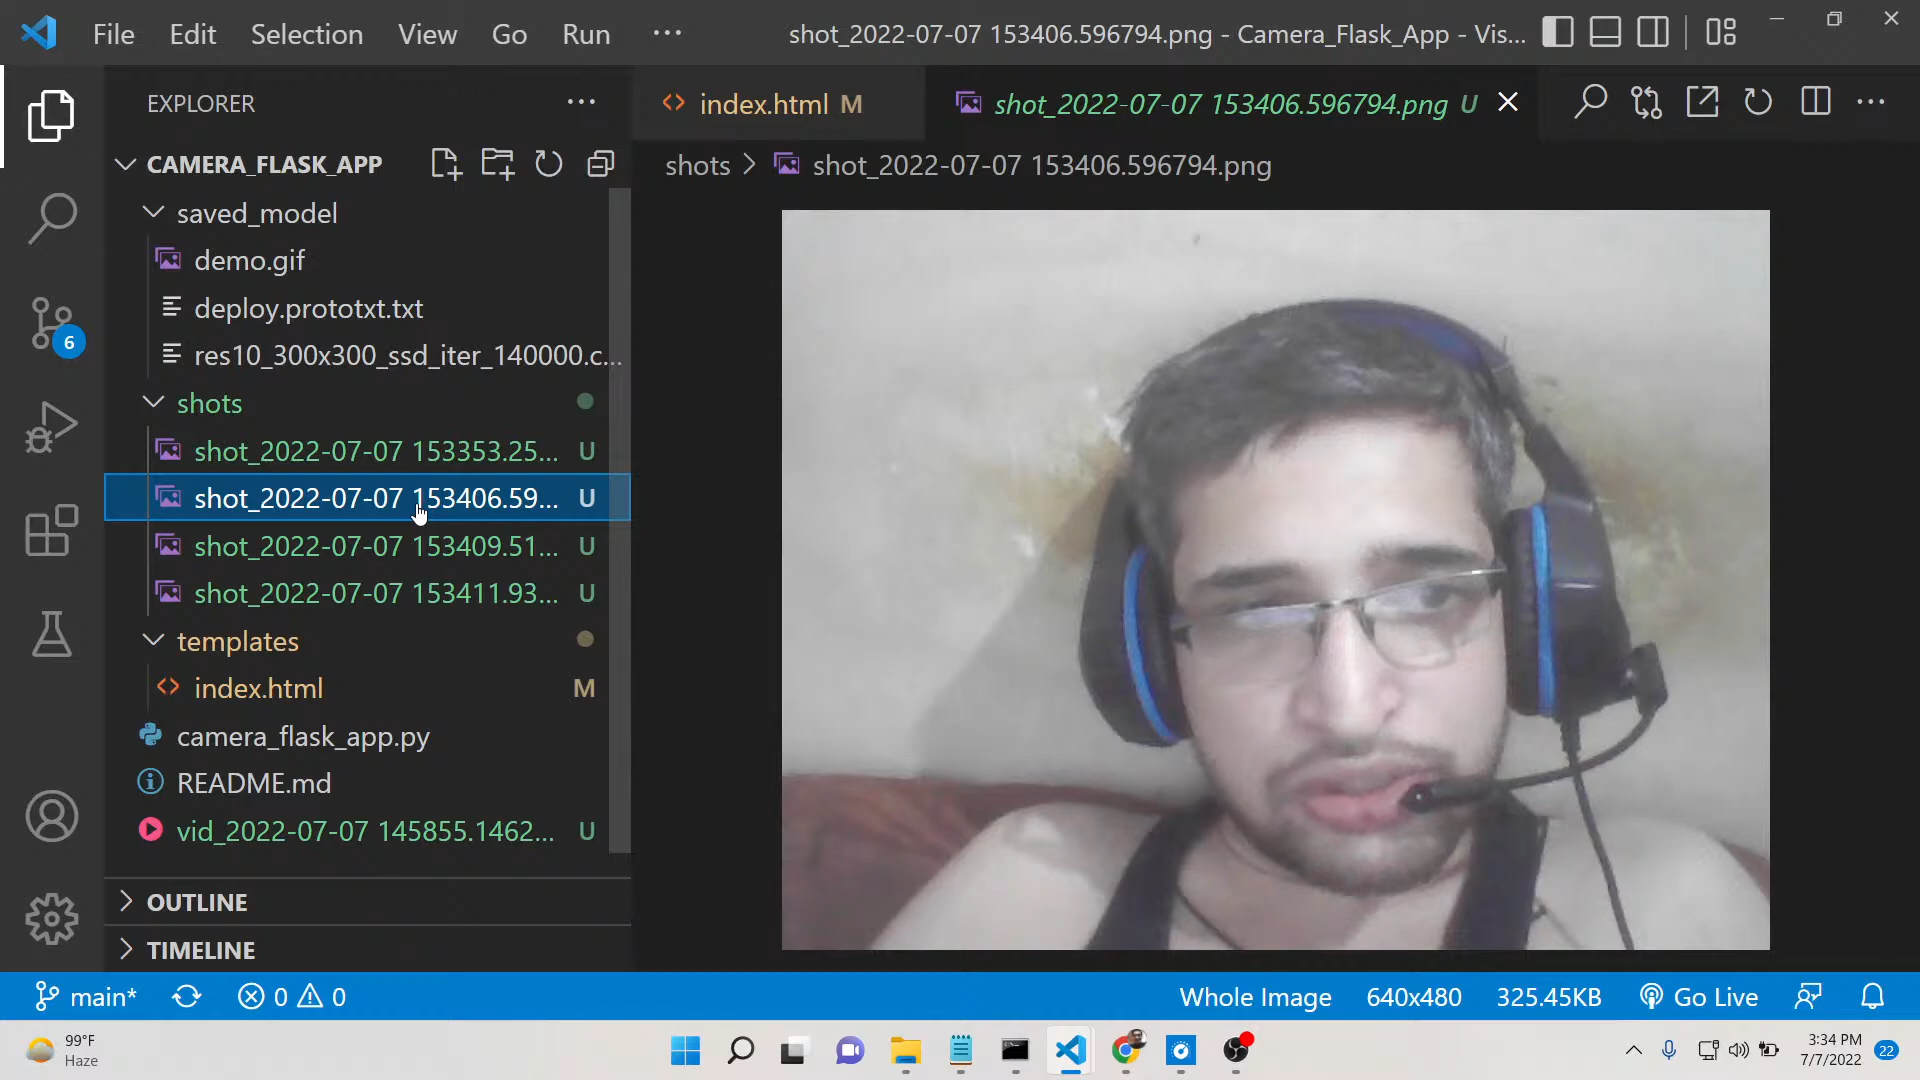 File Edit Selection View Go Run ··· shot_2022-07-07 153406.596794.png - Camera_Flask_App - Vis...
EXPLORER
index.html M
shot_2022-07-07 153406.596794.png U
CAMERA_FLASK_APP
shots > shot_2022-07-07 153406.596794.png
saved_model
demo.gif
deploy.prototxt.txt
res10_300x300_ssd_iter_140000.c...
6
shots
shot_2022-07-07 153353.25... U
shot_2022-07-07 153406.59... U
shot_2022-07-07 153409.51... U
shot_2022-07-07 153411.93... U
templates
index.html M
camera_flask_app.py
README.md
vid_2022-07-07 145855.1462... U
OUTLINE
TIMELINE
main* 0 0 Whole Image 640x480 325.45KB Go Live
99°F
Haze
3:34 PM
7/7/2022
22